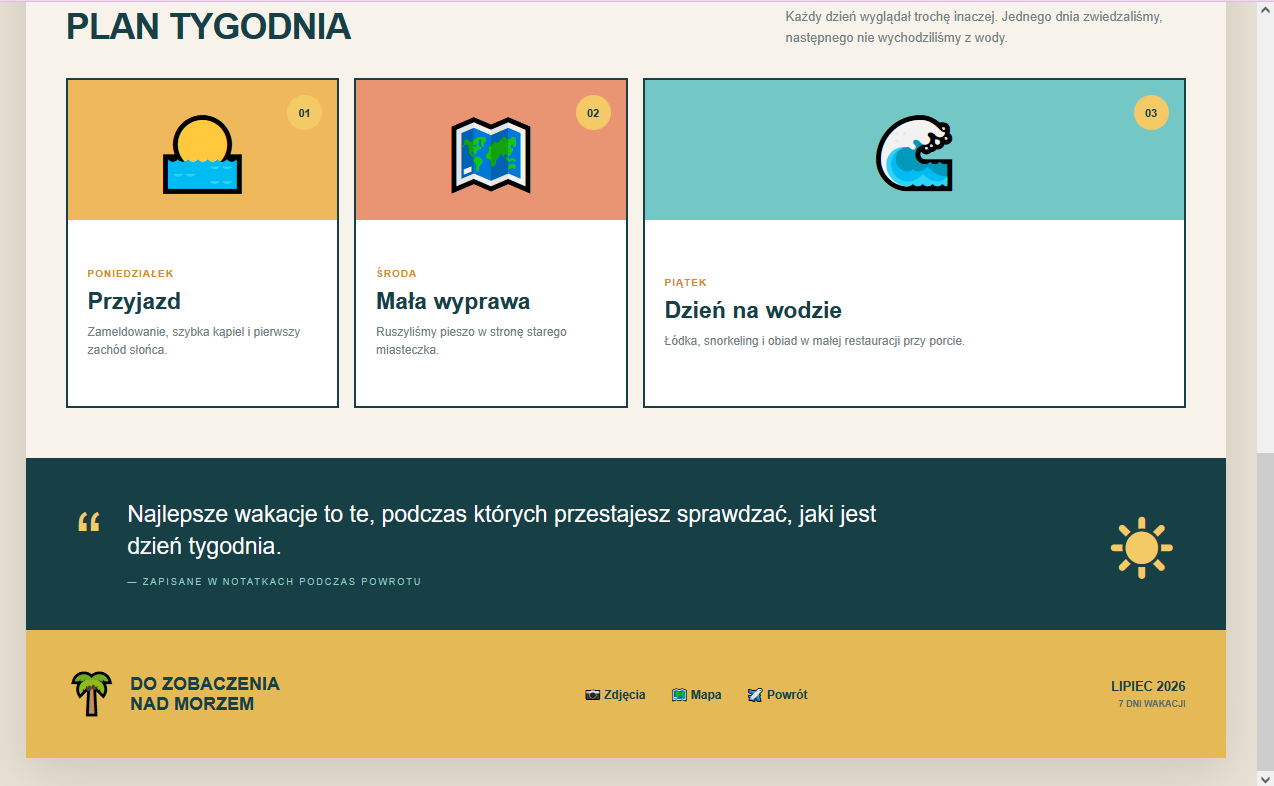 PLAN TYGODNIA
Każdy dzień wyglądał trochę inaczej. Jednego dnia zwiedzaliśmy,
następnego nie wychodziliśmy z wody.
01
PONIEDZIAŁEK
Przyjazd
Zameldowanie, szybka kąpiel i pierwszy
zachód słońca.
02
ŚRODA
Mała wyprawa
Ruszyliśmy pieszo w stronę starego
miasteczka.
03
PIĄTEK
Dzień na wodzie
Łódka, snorkeling i obiad w małej restauracji przy porcie.
“
Najlepsze wakacje to te, podczas których przestajesz sprawdzać, jaki jest
dzień tygodnia.
— ZAPISANE W NOTATKACH PODCZAS POWROTU
DO ZOBACZENIA
NAD MORZEM
Zdjęcia
Mapa
Powrót
LIPIEC 2026
7 DNI WAKACJI